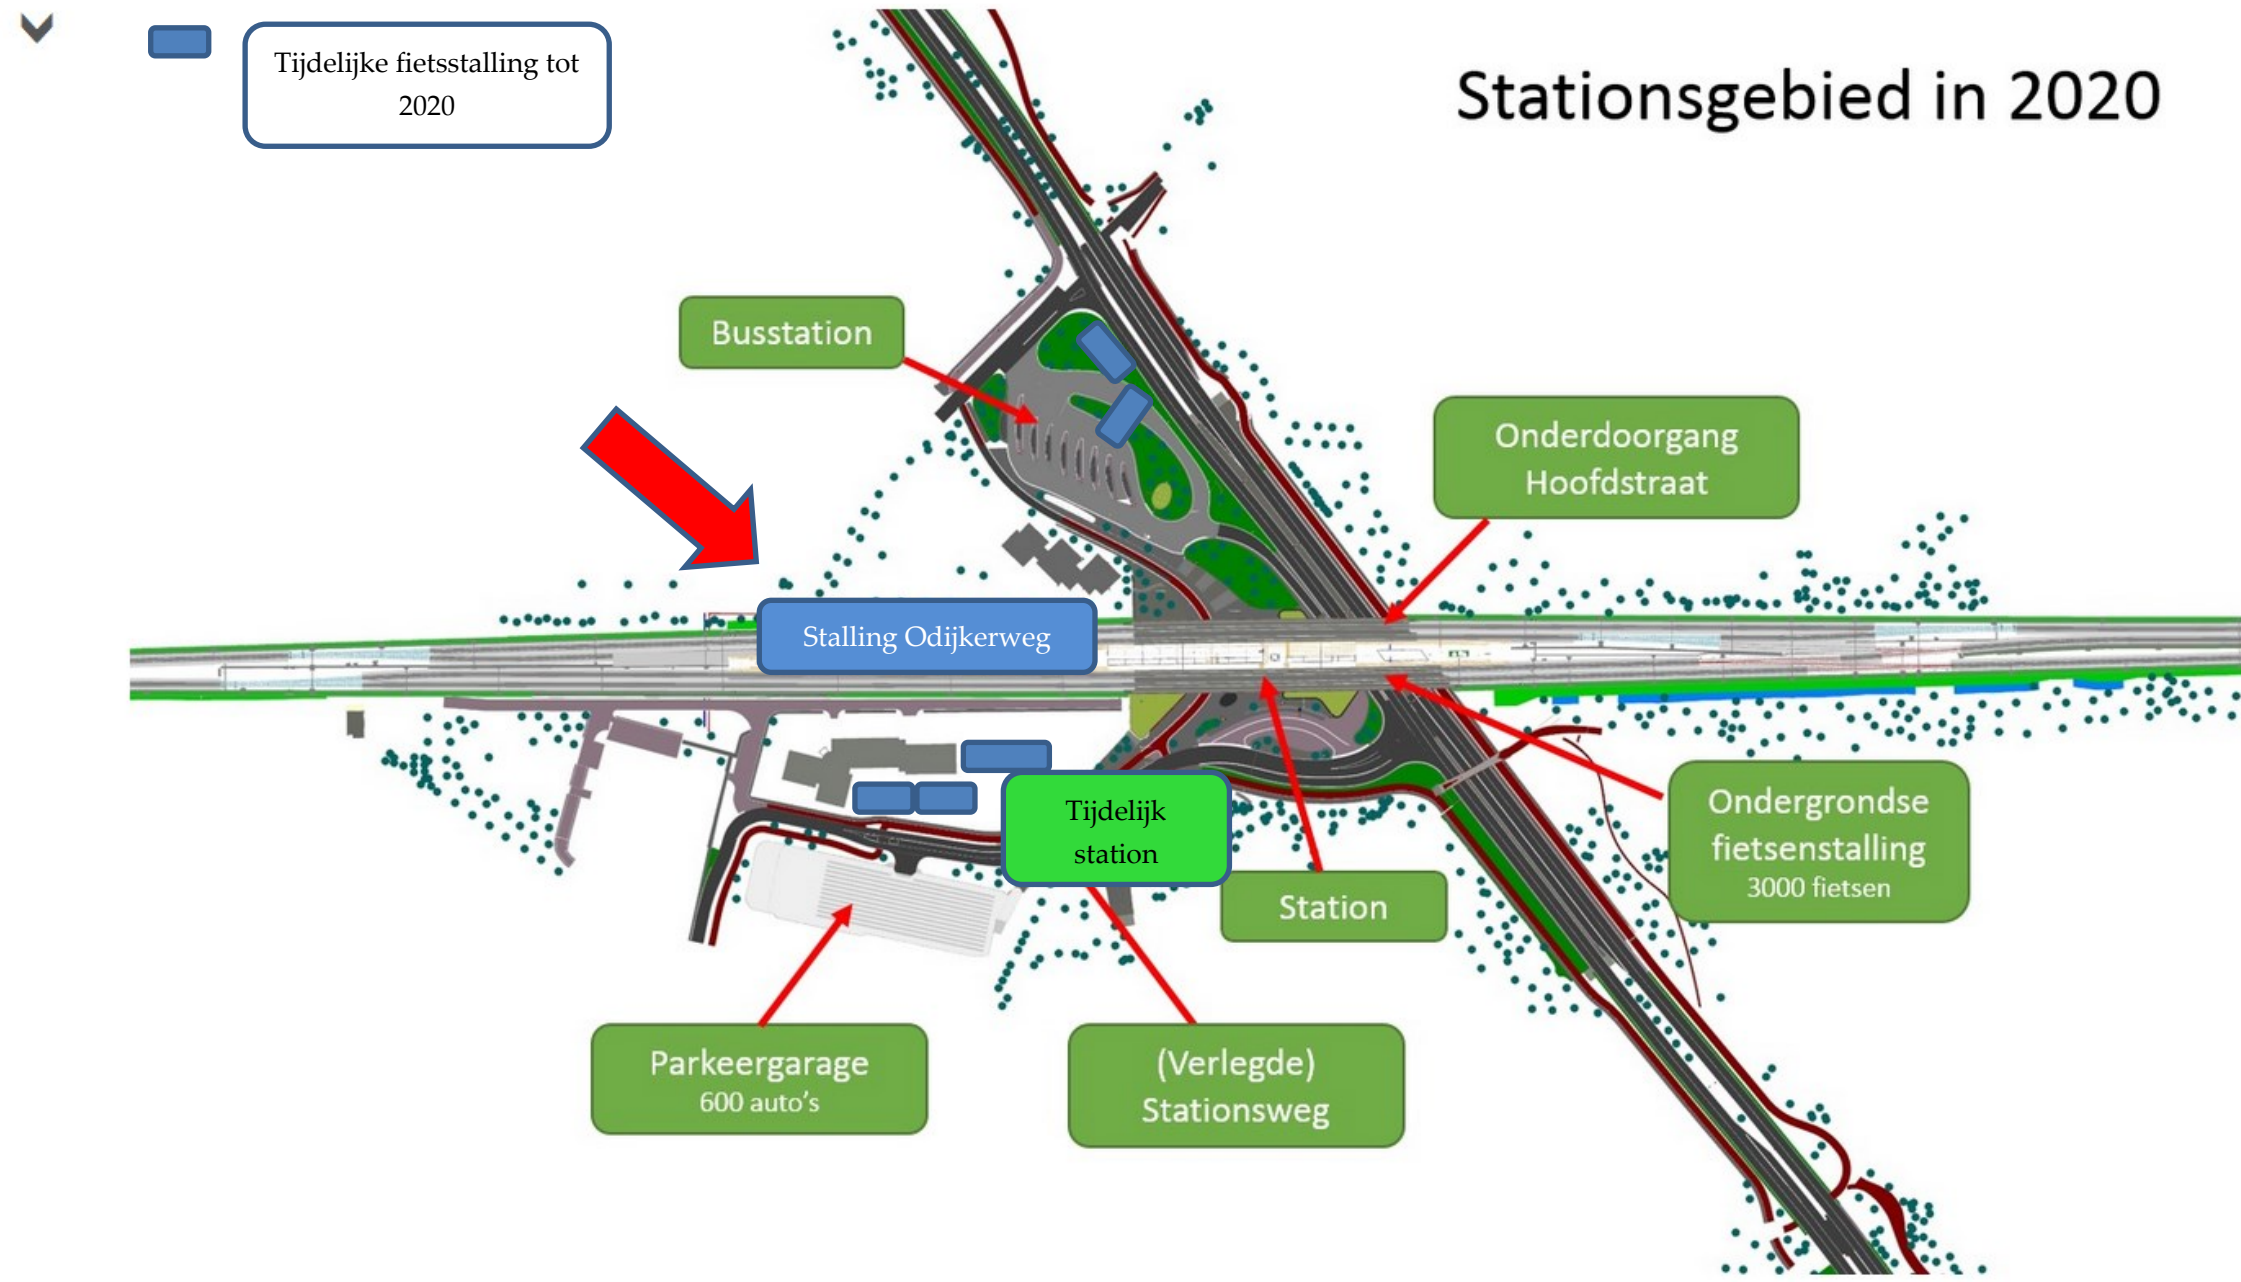 Tijdelijke fietsstalling tot
2020
Stationsgebied in 2020
Busstation
Onderdoorgang
Hoofdstraat
Stalling Odijkerweg
Tijdelijk
station
Ondergrondse
fietsenstalling
3000 fietsen
Station
Parkeergarage
600 auto's
(Verlegde)
Stationsweg